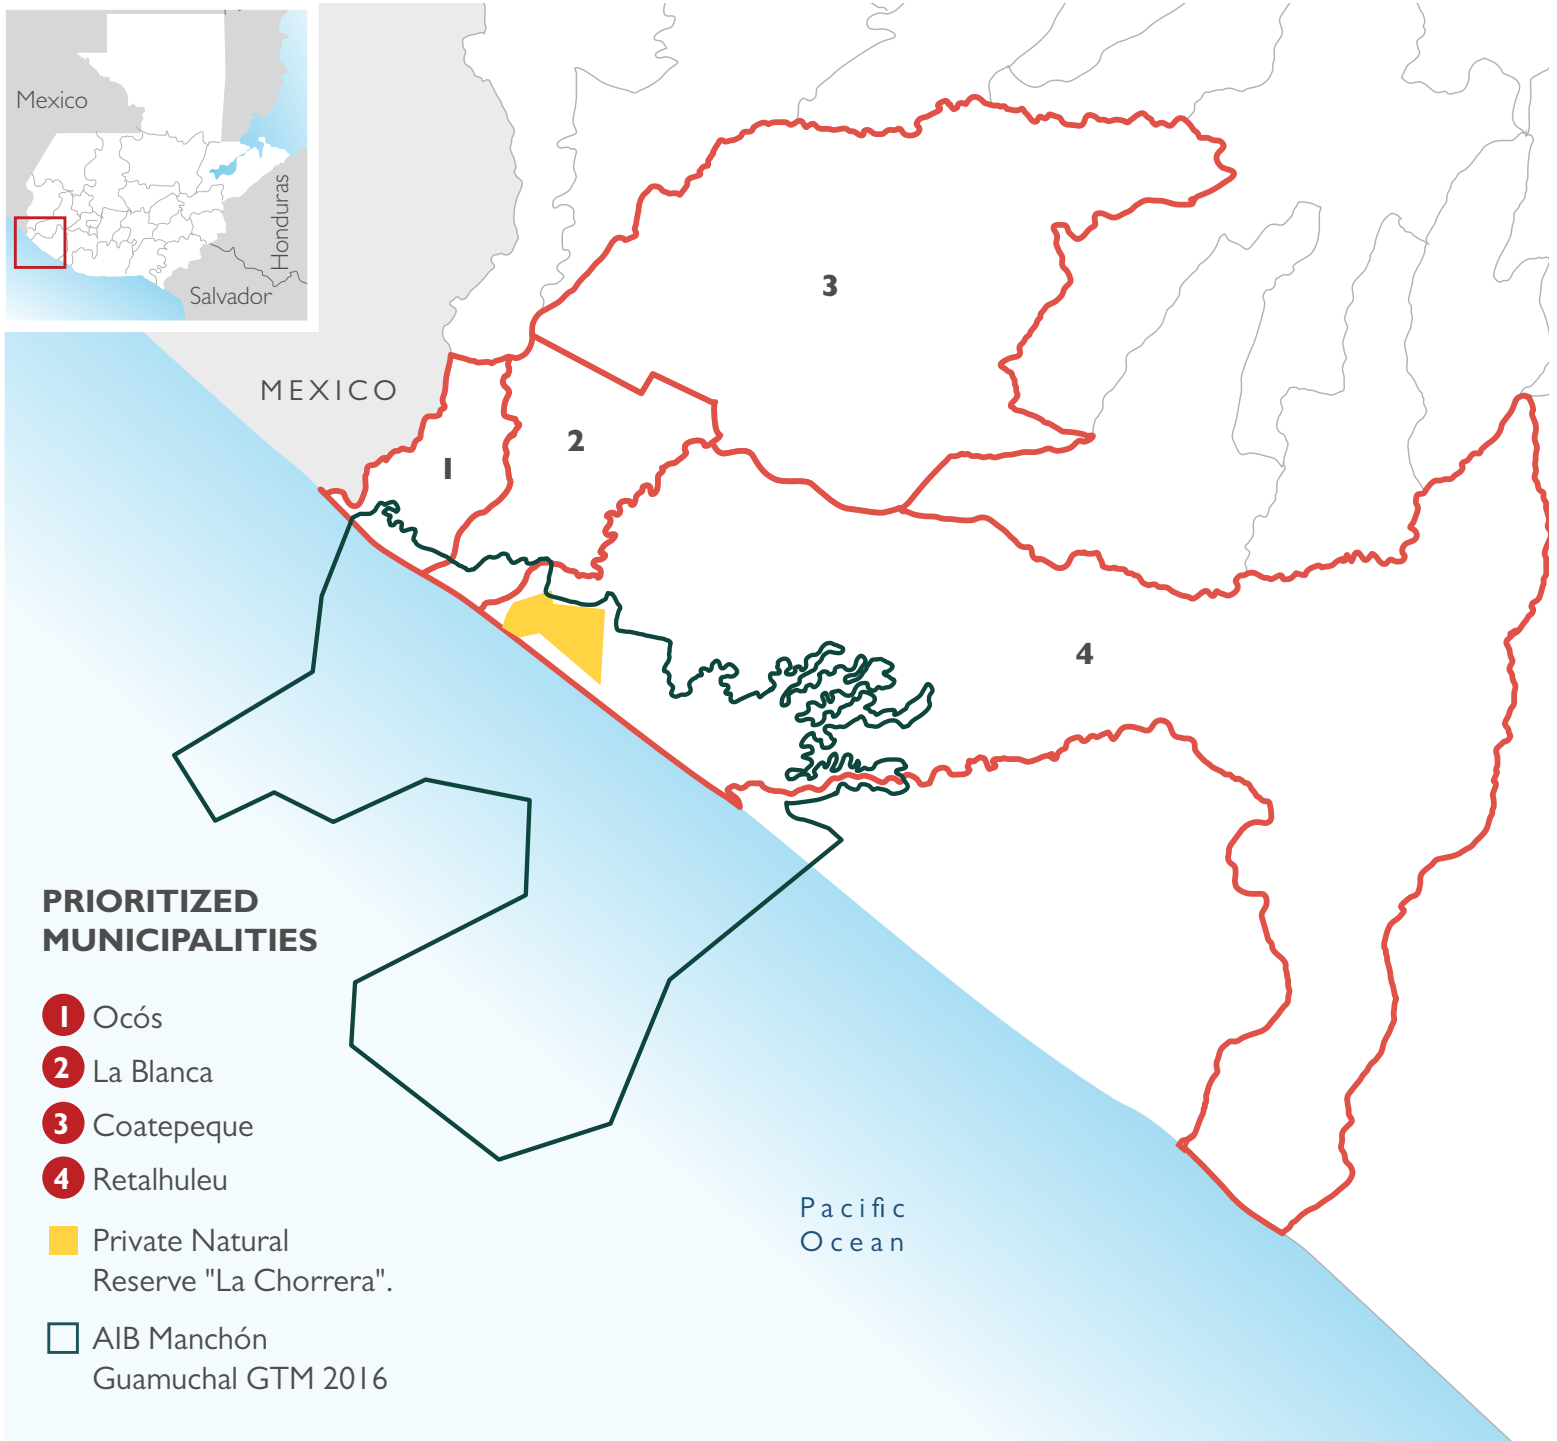 Mexico
Honduras
Salvador
MEXICO
3
2
1
4
PRIORITIZED
MUNICIPALITIES
1 Ocós
2 La Blanca
3 Coatepeque
4 Retalhuleu
Private Natural
Reserve "La Chorrera".
AIB Manchón
Guamuchal GTM 2016
Pacific
Ocean